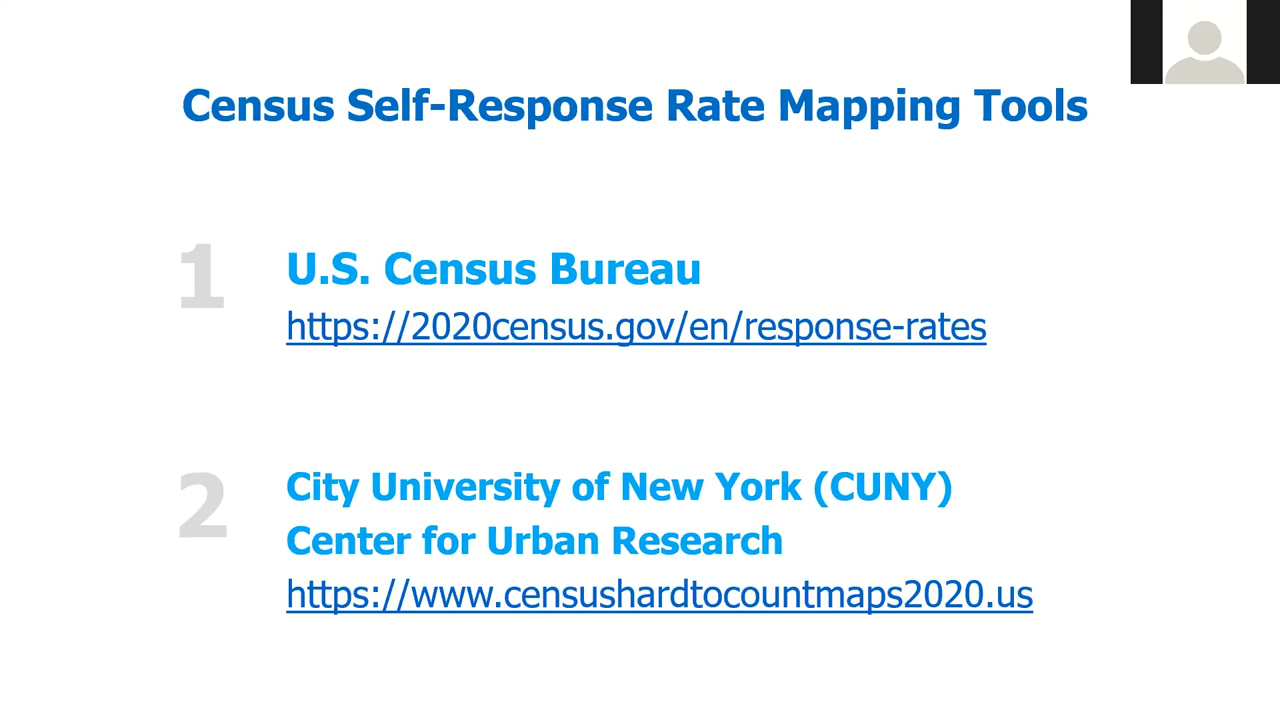 Census Self-Response Rate Mapping Tools
1
U.S. Census Bureau
https://2020census.gov/en/response-rates
2
City University of New York (CUNY)
Center for Urban Research
https://www.censushardtocountmaps2020.us